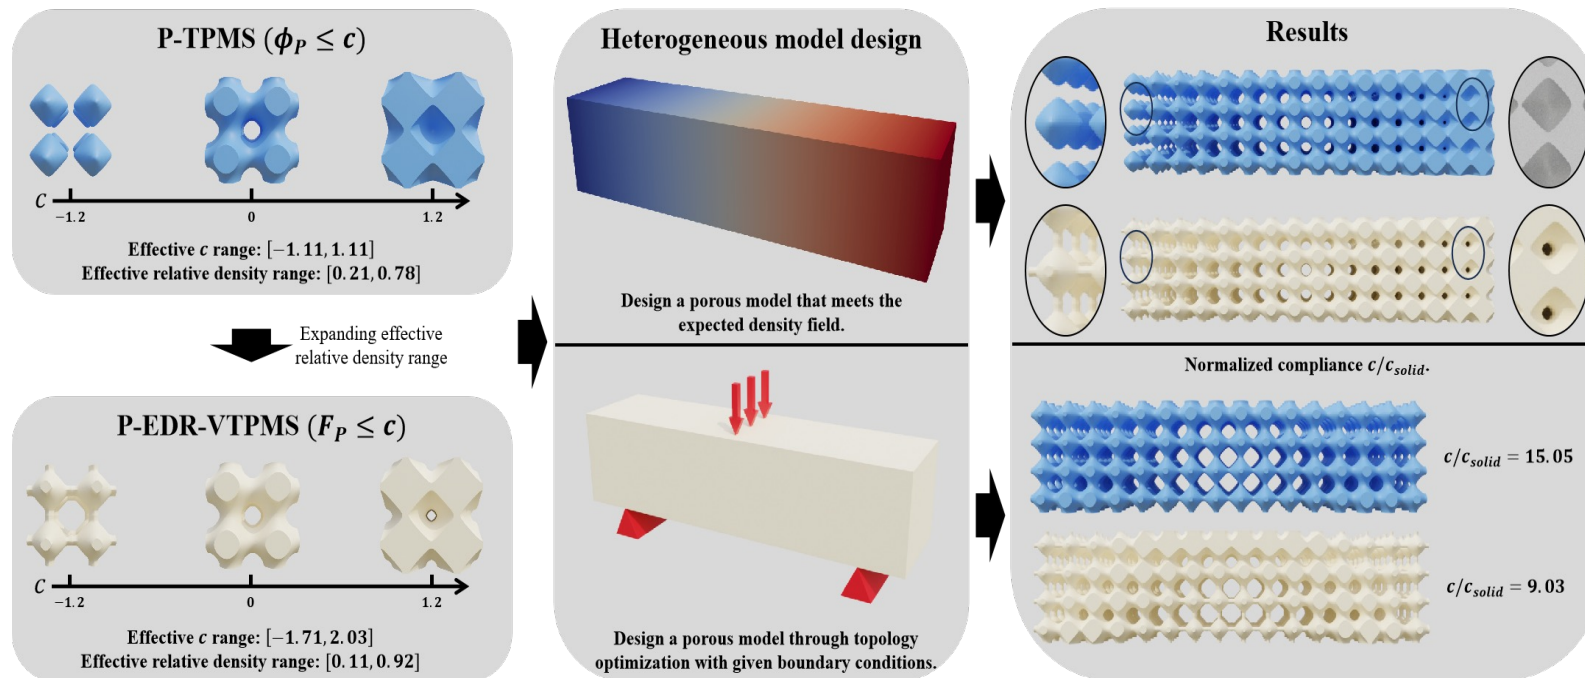 P-TPMS (ϕ_P ≤ c)
C
−1.2
0
1.2
Effective c range: [−1.11, 1.11]
Effective relative density range: [0.21, 0.78]
Expanding effective
relative density range
P-EDR-VTPMS (F_P ≤ c)
C
−1.2
0
1.2
Effective c range: [−1.71, 2.03]
Effective relative density range: [0.11, 0.92]
Heterogeneous model design
Design a porous model that meets the
expected density field.
Design a porous model through topology
optimization with given boundary conditions.
Results
Normalized compliance c/c_solid.
c/c_solid = 15.05
c/c_solid = 9.03